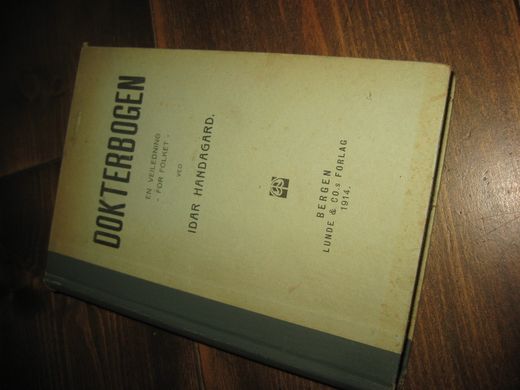 DOKTERBOGEN
EN VEILEDNING
- FOR FOLKET -
VED
IDAR HANDAGARD.
BERGEN
LUNDE & CO.s FORLAG
1914.